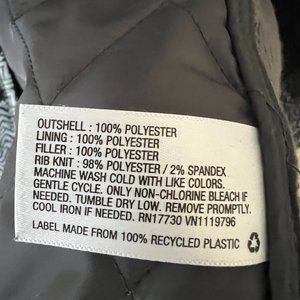 OUTSHELL : 100% POLYESTER
LINING : 100% POLYESTER
FILLER : 100% POLYESTER
RIB KNIT : 98% POLYESTER / 2% SPANDEX
MACHINE WASH COLD WITH LIKE COLORS.
GENTLE CYCLE. ONLY NON-CHLORINE BLEACH IF
NEEDED. TUMBLE DRY LOW. REMOVE PROMPTLY.
COOL IRON IF NEEDED. RN17730 VN1119796
LABEL MADE FROM 100% RECYCLED PLASTIC